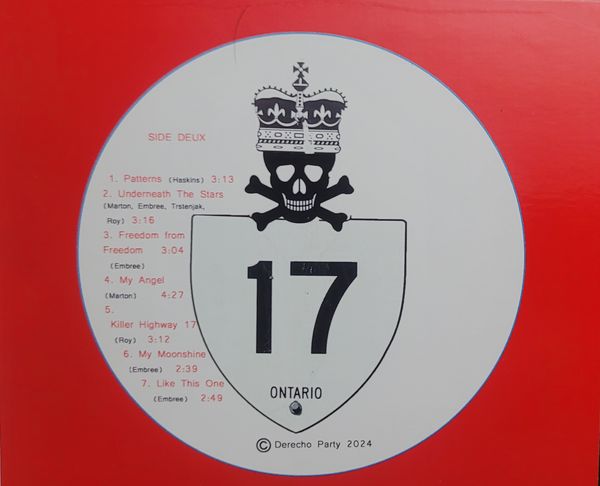 SIDE DEUX
1. Patterns (Haskins) 3:13
2. Underneath The Stars
(Marton, Embree, Trstenjak,
Roy) 3:16
3. Freedom from
Freedom 3:04
(Embree)
4. My Angel
(Marton) 4:27
5.
Killer Highway 17
(Roy) 3:12
6. My Moonshine
(Embree) 2:39
7. Like This One
(Embree) 2:49
17
ONTARIO
© Derecho Party 2024